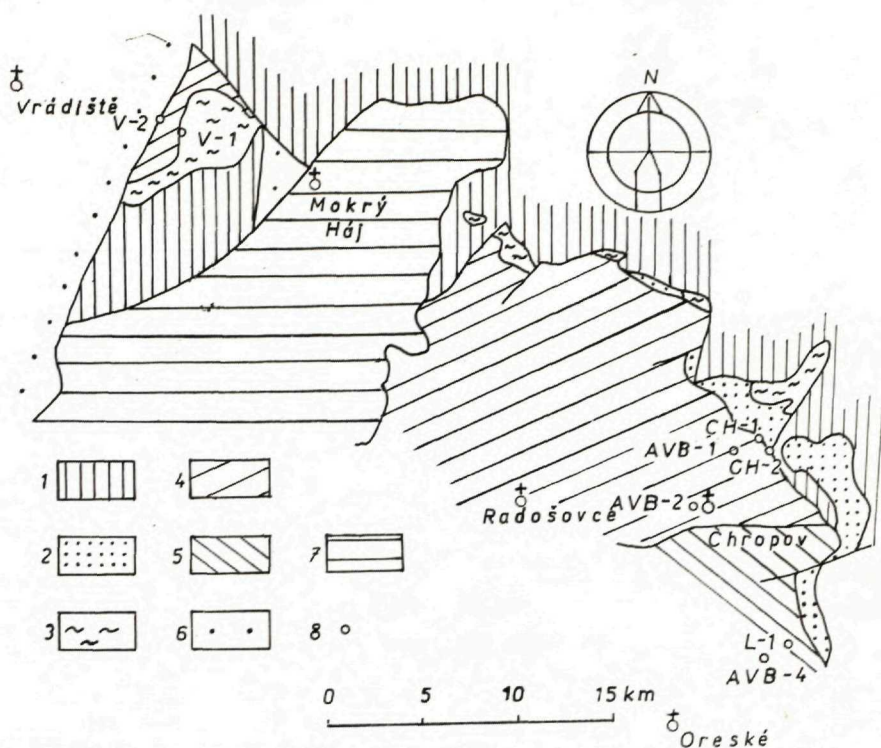 N
Vrádiště
V-2
V-1
Mokrý
Háj
CH-1
AVB-1
CH-2
Radošovce
AVB-2
Chropov
L-1
AVB-4
1
4
2
5
7
3
6
8
0 5 10 15 km
Oreské